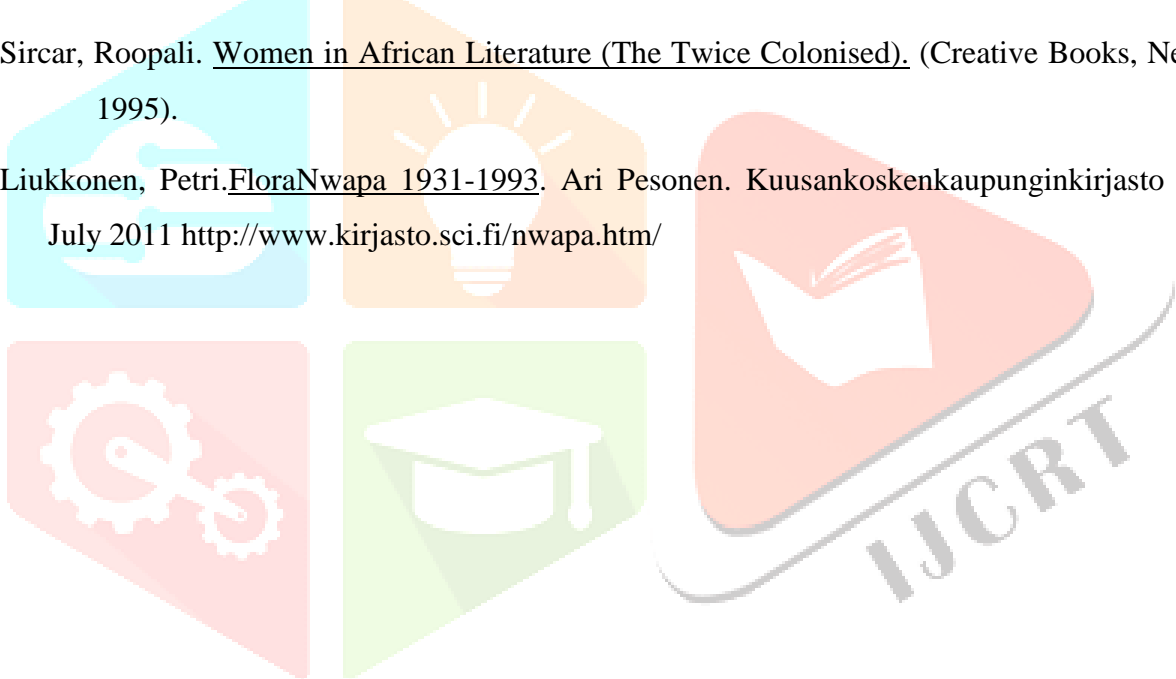 Sircar, Roopali. Women in African Literature (The Twice Colonised). (Creative Books, Ne
1995).
Liukkonen, Petri.FloraNwapa 1931-1993. Ari Pesonen. Kuusankoskenkaupunginkirjasto
July 2011 http://www.kirjasto.sci.fi/nwapa.htm/
IJCRT